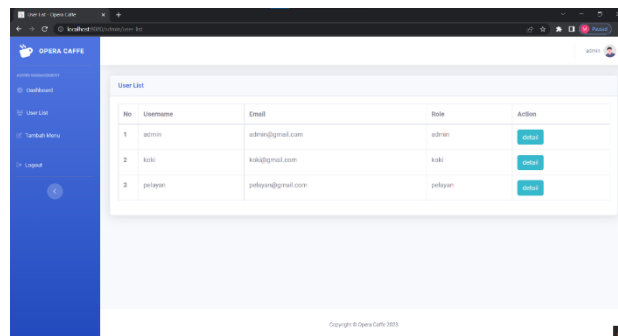 User List - Opera Caffe
localhost:8080/admin/user-list
Paused
OPERA CAFFE
admin
Dashboard
User List
Tambah Menu
Logout
User List
No Username Email Role Action
1 admin admin@gmail.com admin detail
2 koki koki@gmail.com koki detail
3 pelayan pelayan@gmail.com pelayan detail
Copyright © Opera Caffe 2023